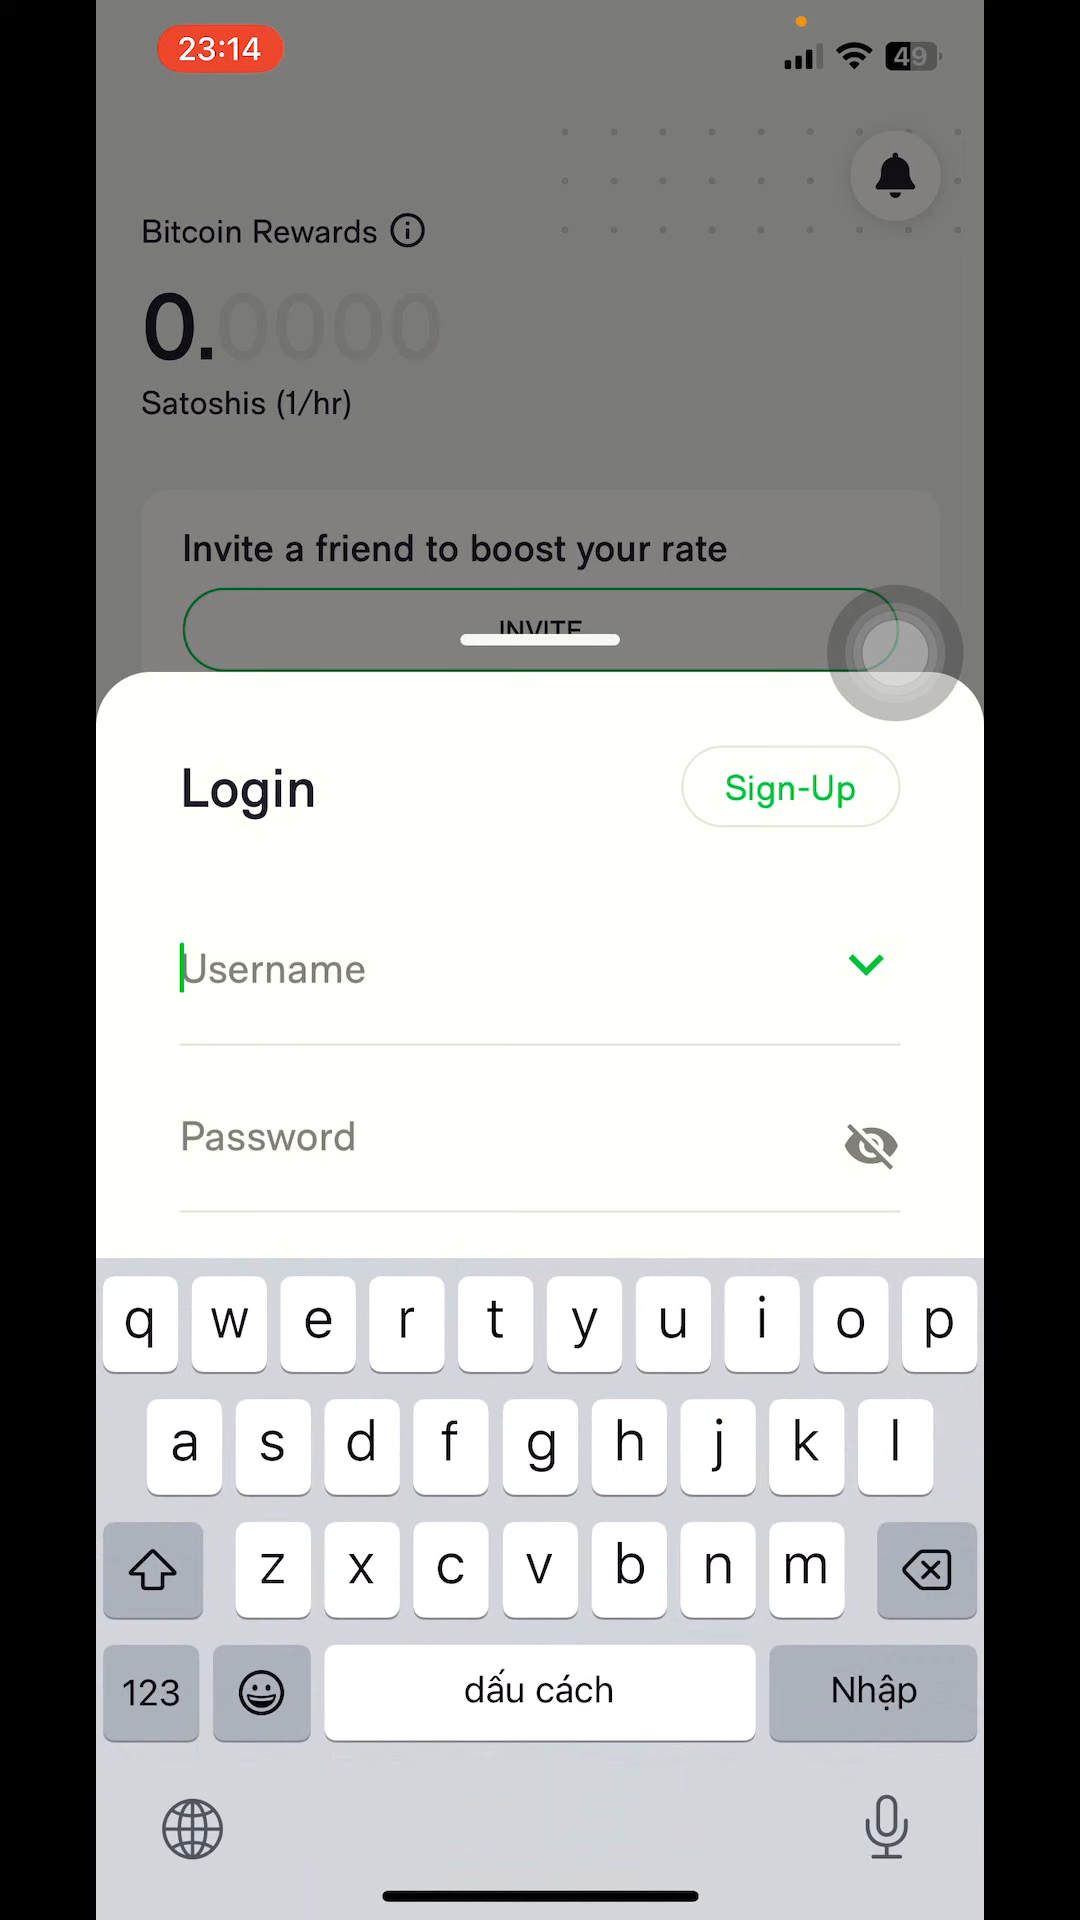 23:14
49
Bitcoin Rewards
0.0000
Satoshis (1/hr)
Invite a friend to boost your rate
INVITE
Login
Sign-Up
Username
Password
q w e r t y u i o p
a s d f g h j k l
z x c v b n m
123
dấu cách
Nhập